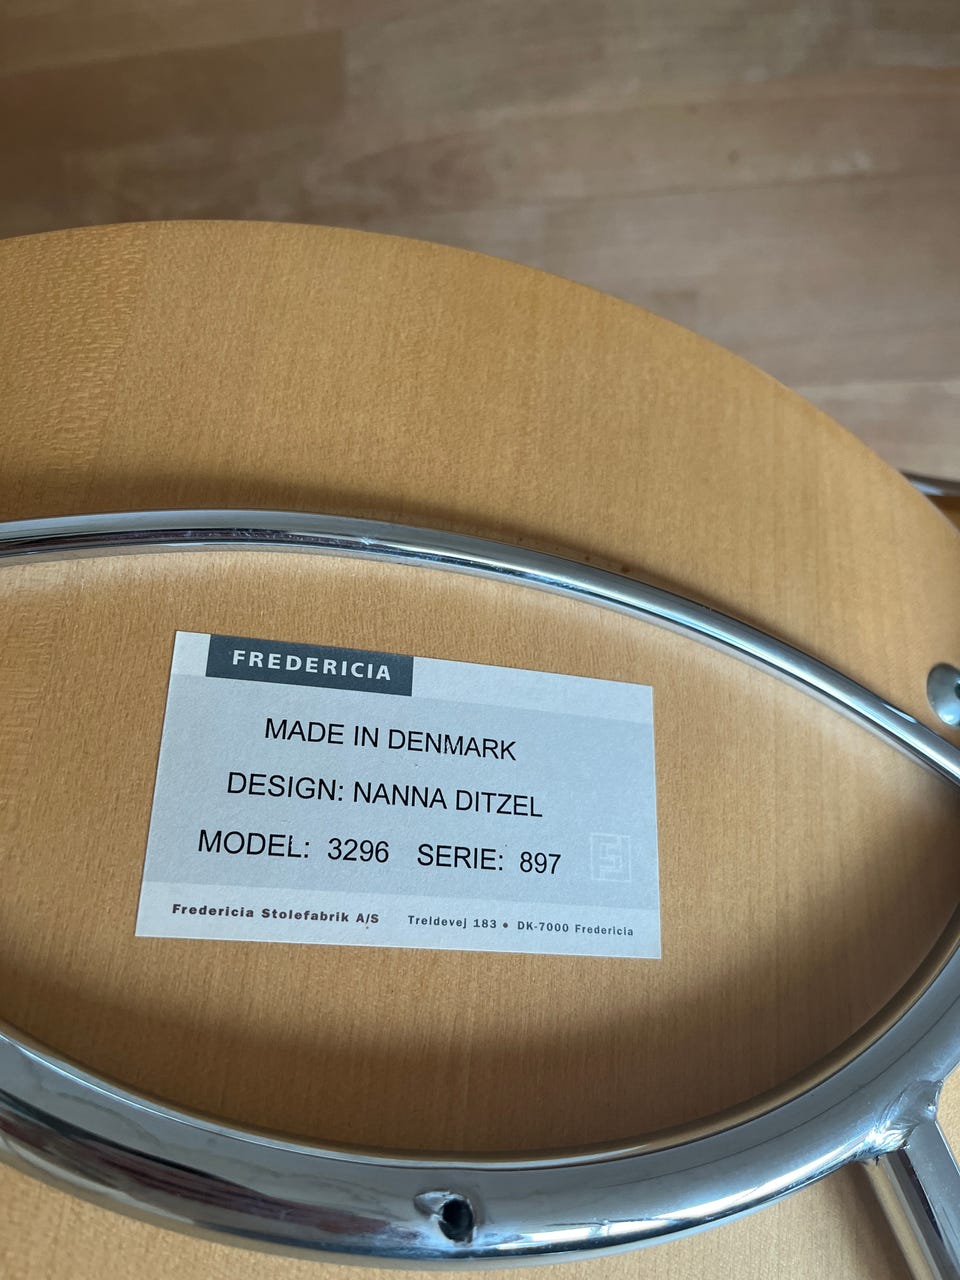 FREDERICIA
MADE IN DENMARK
DESIGN: NANNA DITZEL
MODEL: 3296 SERIE: 897
Fredericia Stolefabrik A/S Treldevej 183 • DK-7000 Fredericia